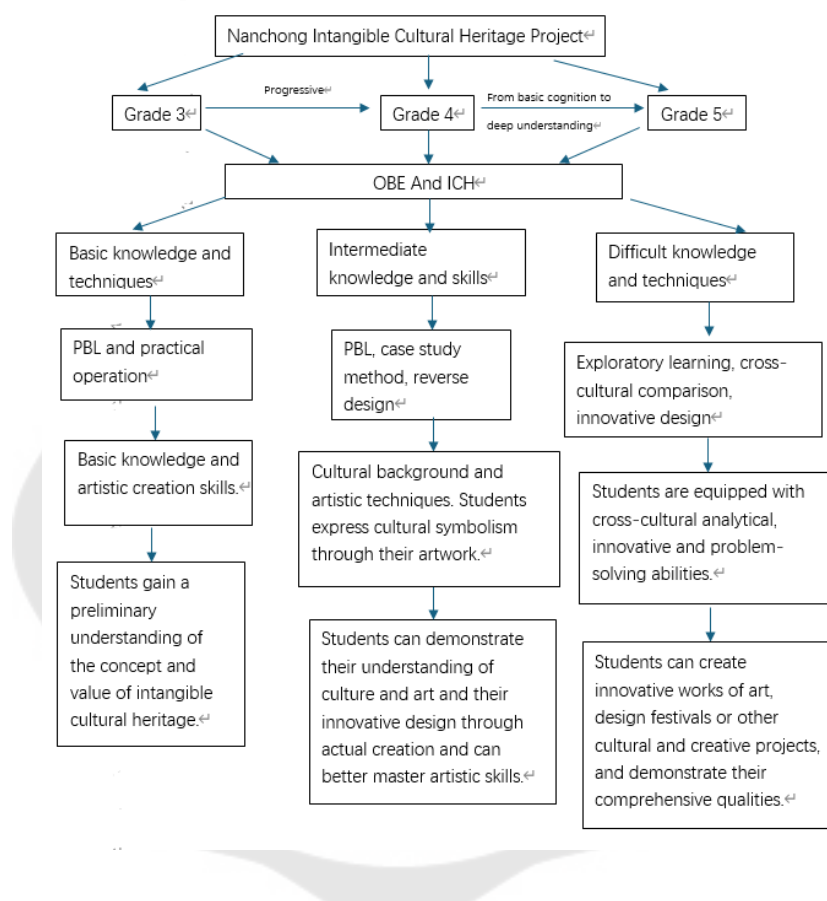 Nanchong Intangible Cultural Heritage Project↵
Progressive↵
From basic cognition to
deep understanding↵
Grade 3↵
Grade 4↵
Grade 5↵
OBE And ICH↵
Basic knowledge and
techniques↵
Intermediate
knowledge and skills↵
Difficult knowledge
and techniques↵
PBL and practical
operation↵
PBL, case study
method, reverse
design↵
Exploratory learning, cross-
cultural comparison,
innovative design↵
Basic knowledge and
artistic creation skills.↵
Cultural background and
artistic techniques. Students
express cultural symbolism
through their artwork.↵
Students are equipped with
cross-cultural analytical,
innovative and problem-
solving abilities.↵
Students gain a
preliminary
understanding of
the concept and
value of intangible
cultural heritage.↵
Students can demonstrate
their understanding of
culture and art and their
innovative design through
actual creation and can
better master artistic skills.↵
Students can create
innovative works of art,
design festivals or other
cultural and creative projects,
and demonstrate their
comprehensive qualities.↵